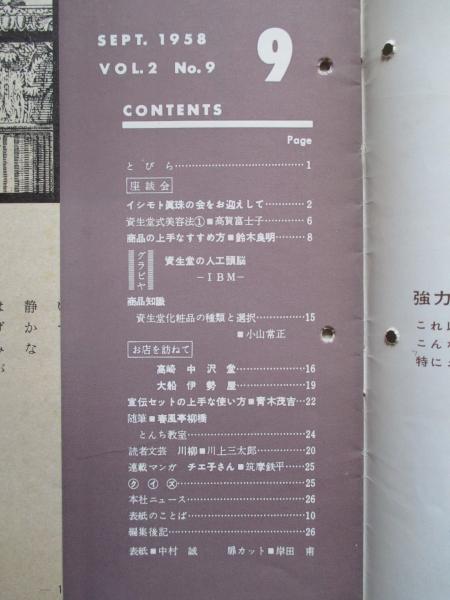 SEPT. 1958
VOL.2 No.9
9
CONTENTS
Page
とびら……………………………1
座談会
イシモト眞珠の会をお迎えして…………2
資生堂式美容法①■高賀冨士子…………6
商品の上手なすすめ方■鈴木良明………8
グラビヤ
資生堂の人工頭脳
－IBM－
商品知識
資生堂化粧品の種類と選択……………15
■小山常正
お店を訪ねて
高崎 中沢堂……………16
大船 伊勢屋……………19
宣伝セットの上手な使い方■青木茂吉…22
随筆■春風亭柳橋
とんち教室……………………24
読者文芸 川柳■川上三太郎…………20
連載マンガ チエ子さん■筑摩鉄平……25
クイズ……………………………25
本社ニュース……………………26
表紙のことば……………………10
編集後記…………………………26
表紙■中村 誠 扉カット■岸田 甫
静かな
はずみが
強力
これ
こんな
特に